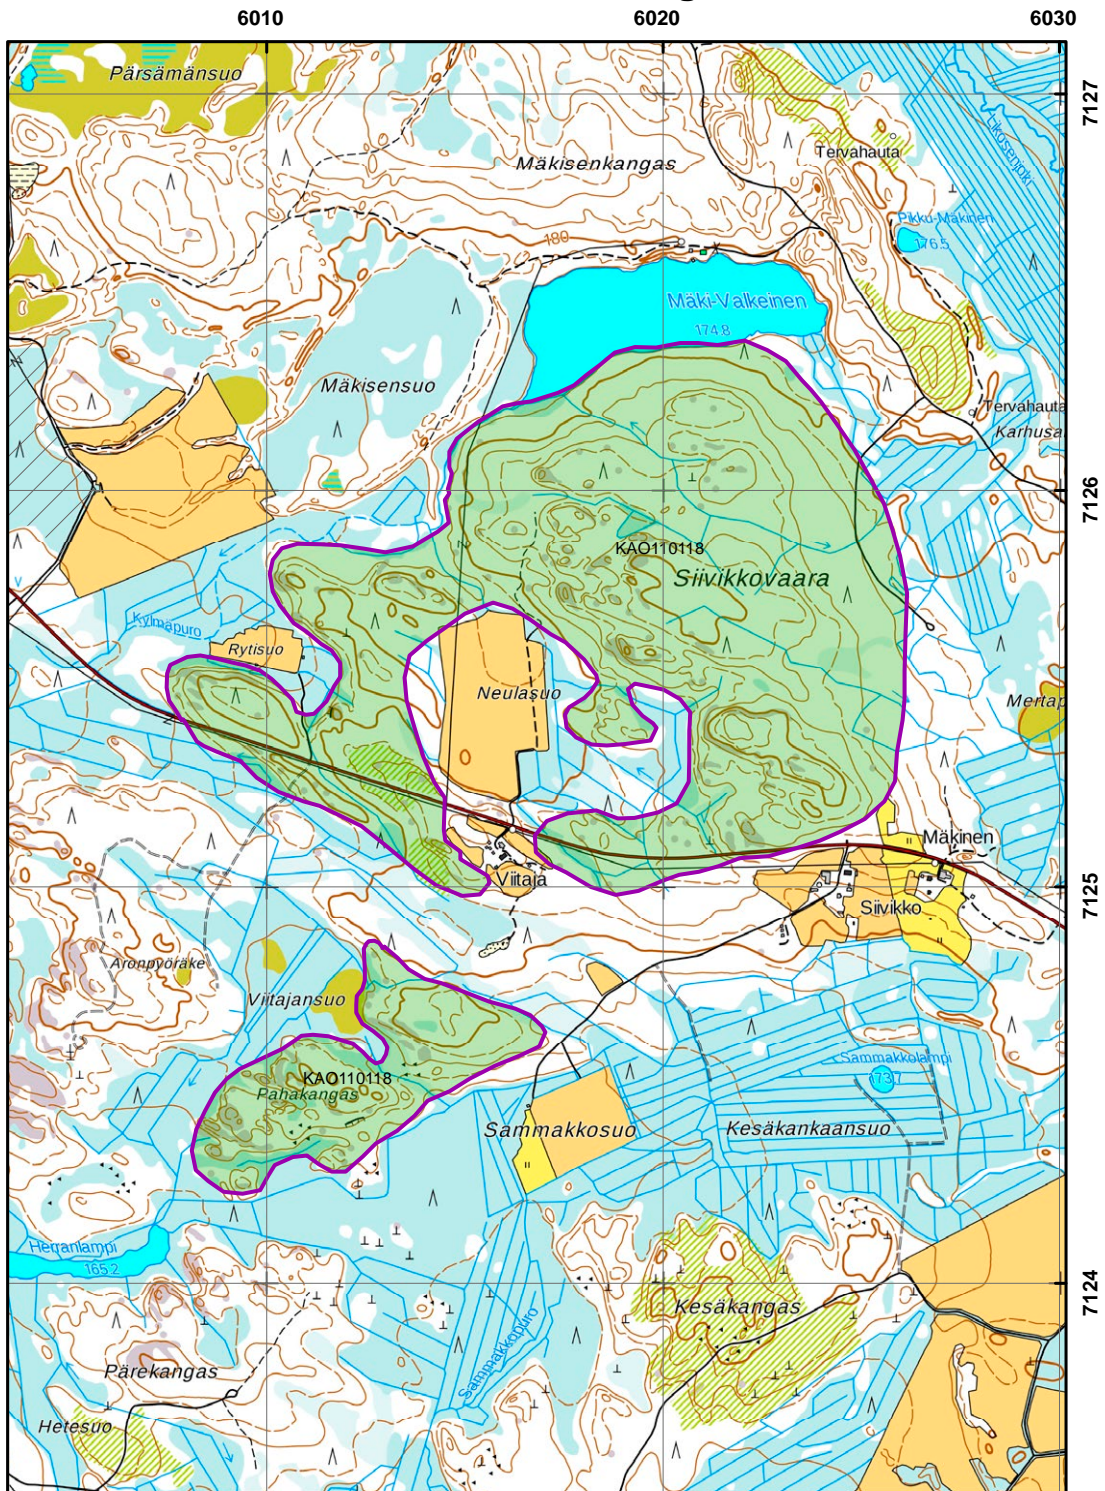 6010 6020 6030
7127
Pärsämänsuo
Likosenjoki
Mäkisenkangas
Tervahauta
Pikku-Mäkinen
176.5
180
Mäki-Valkeinen
174.8
Mäkisensuo
Tervahauta
Karhusa
7126
KAO110118
Siivikkovaara
Kylmäpuro
Rytisuo
Neulasuo
Mertap
Mäkinen
Viitaja
7125
Siivikko
Aronpyöräke
Viitajansuo
Sammakkolampi
173.7
KAO110118
Pahakangas
Sammakkosuo
Kesäkankaansuo
Herranlampi
165.2
7124
Kesäkangas
Sammakkopuro
Pärekangas
Hetesuo